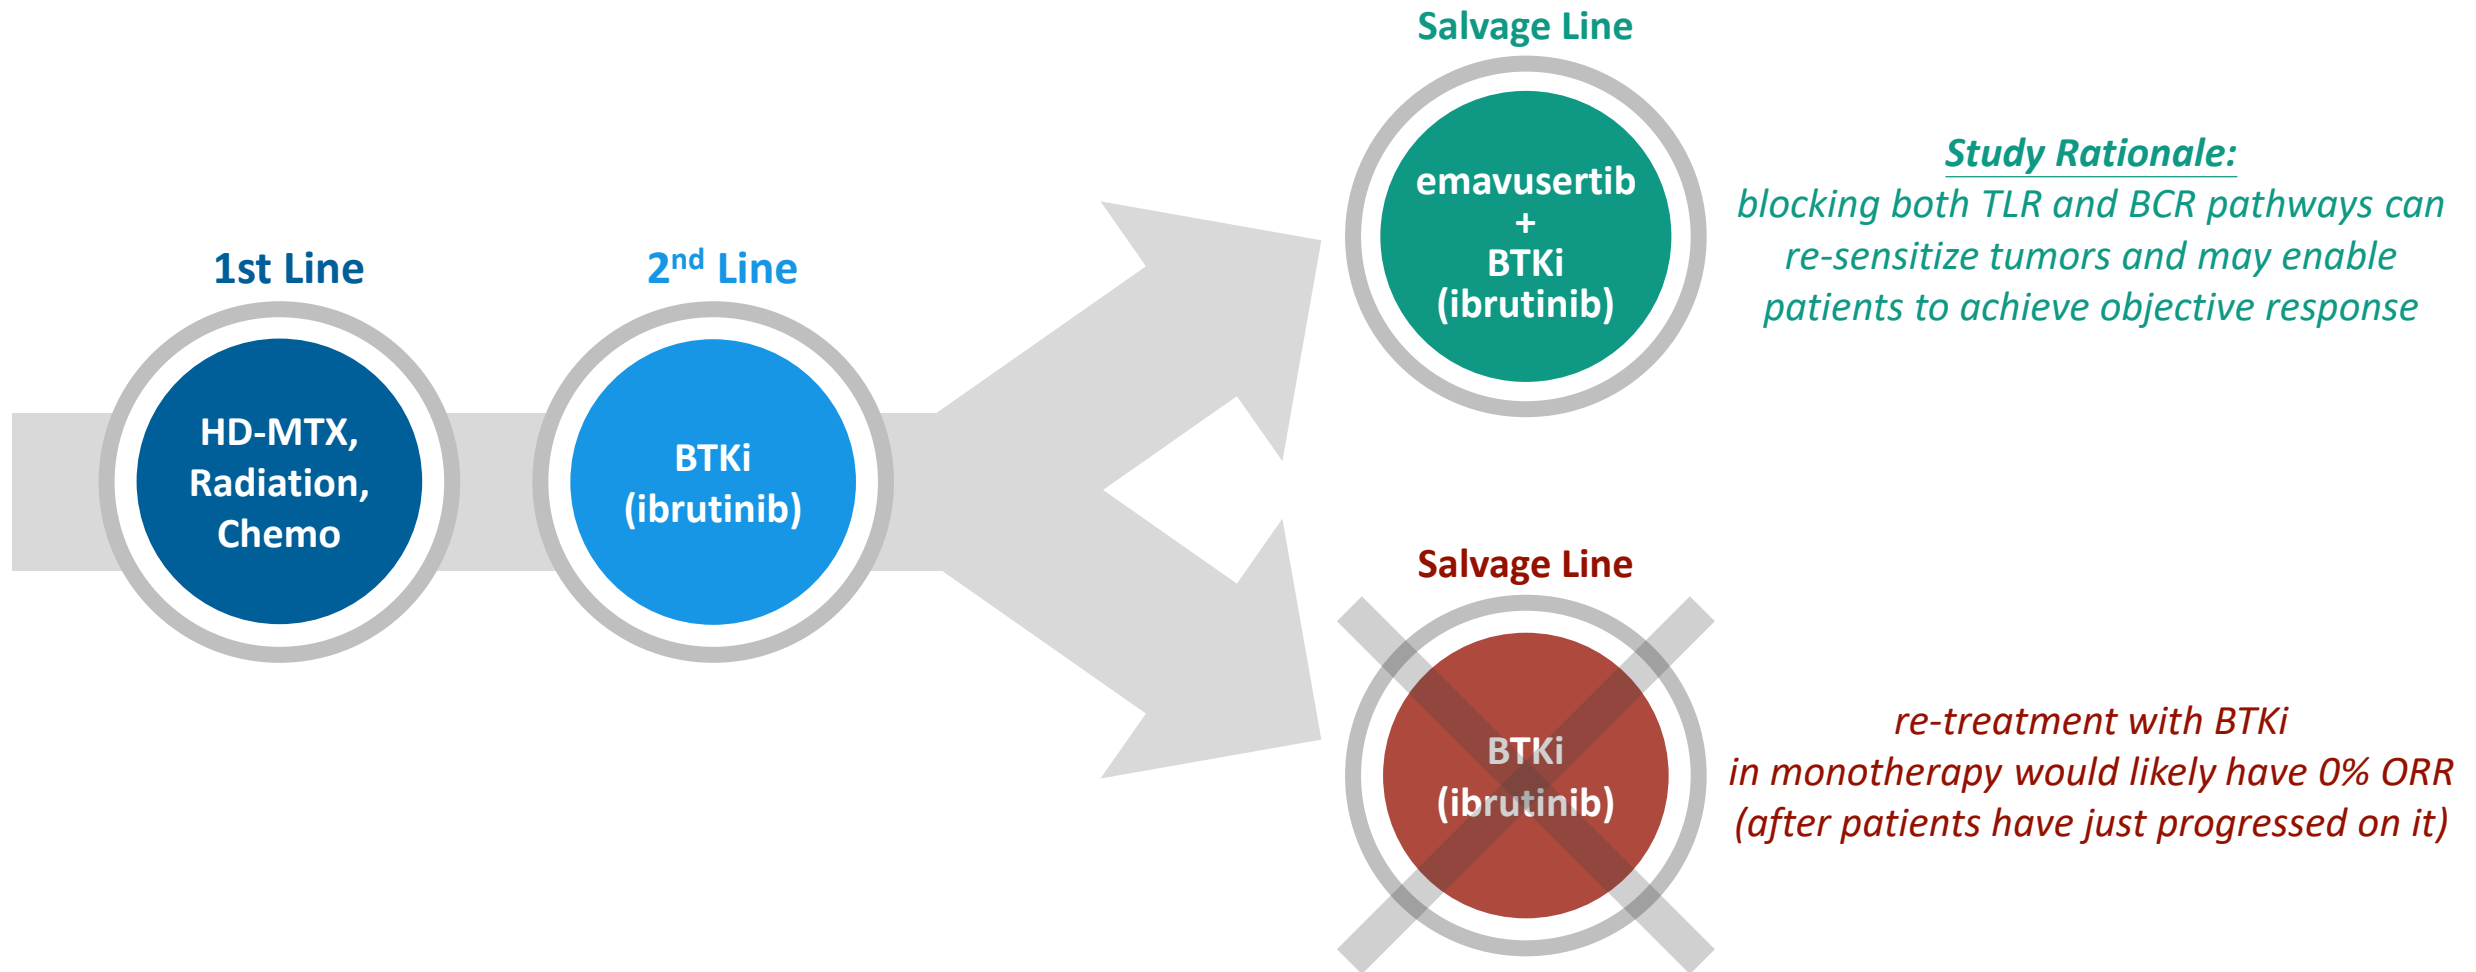 1st Line
HD-MTX,
Radiation,
Chemo
2nd Line
BTKi
(ibrutinib)
Salvage Line
emavusertib
+
BTKi
(ibrutinib)
Study Rationale:
blocking both TLR and BCR pathways can
re-sensitize tumors and may enable
patients to achieve objective response
Salvage Line
BTKi
(ibrutinib)
re-treatment with BTKi
in monotherapy would likely have 0% ORR
(after patients have just progressed on it)